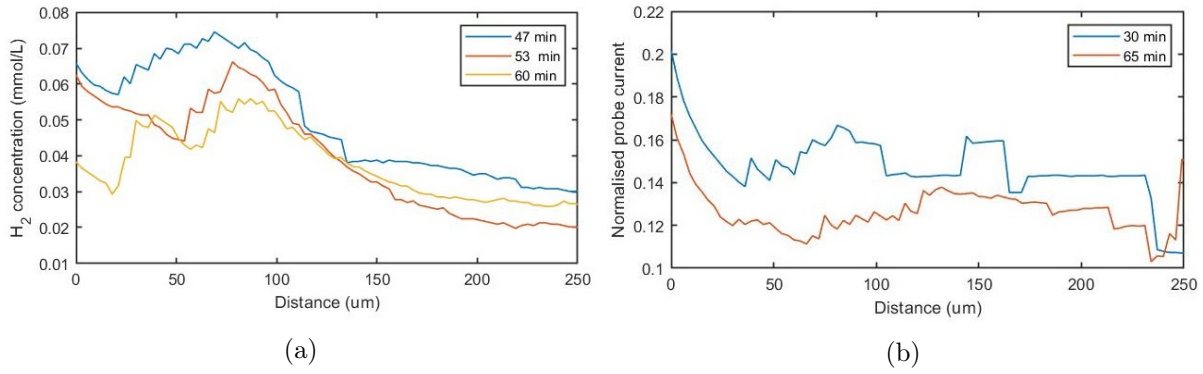 0.08
0.07
0.06
0.05
0.04
0.03
0.02
0.01
H2 concentration (mmol/L)
0
50
100
150
200
250
Distance (um)
47 min
53 min
60 min
(a)
0.22
0.2
0.18
0.16
0.14
0.12
0.1
Normalised probe current
0
50
100
150
200
250
Distance (um)
30 min
65 min
(b)